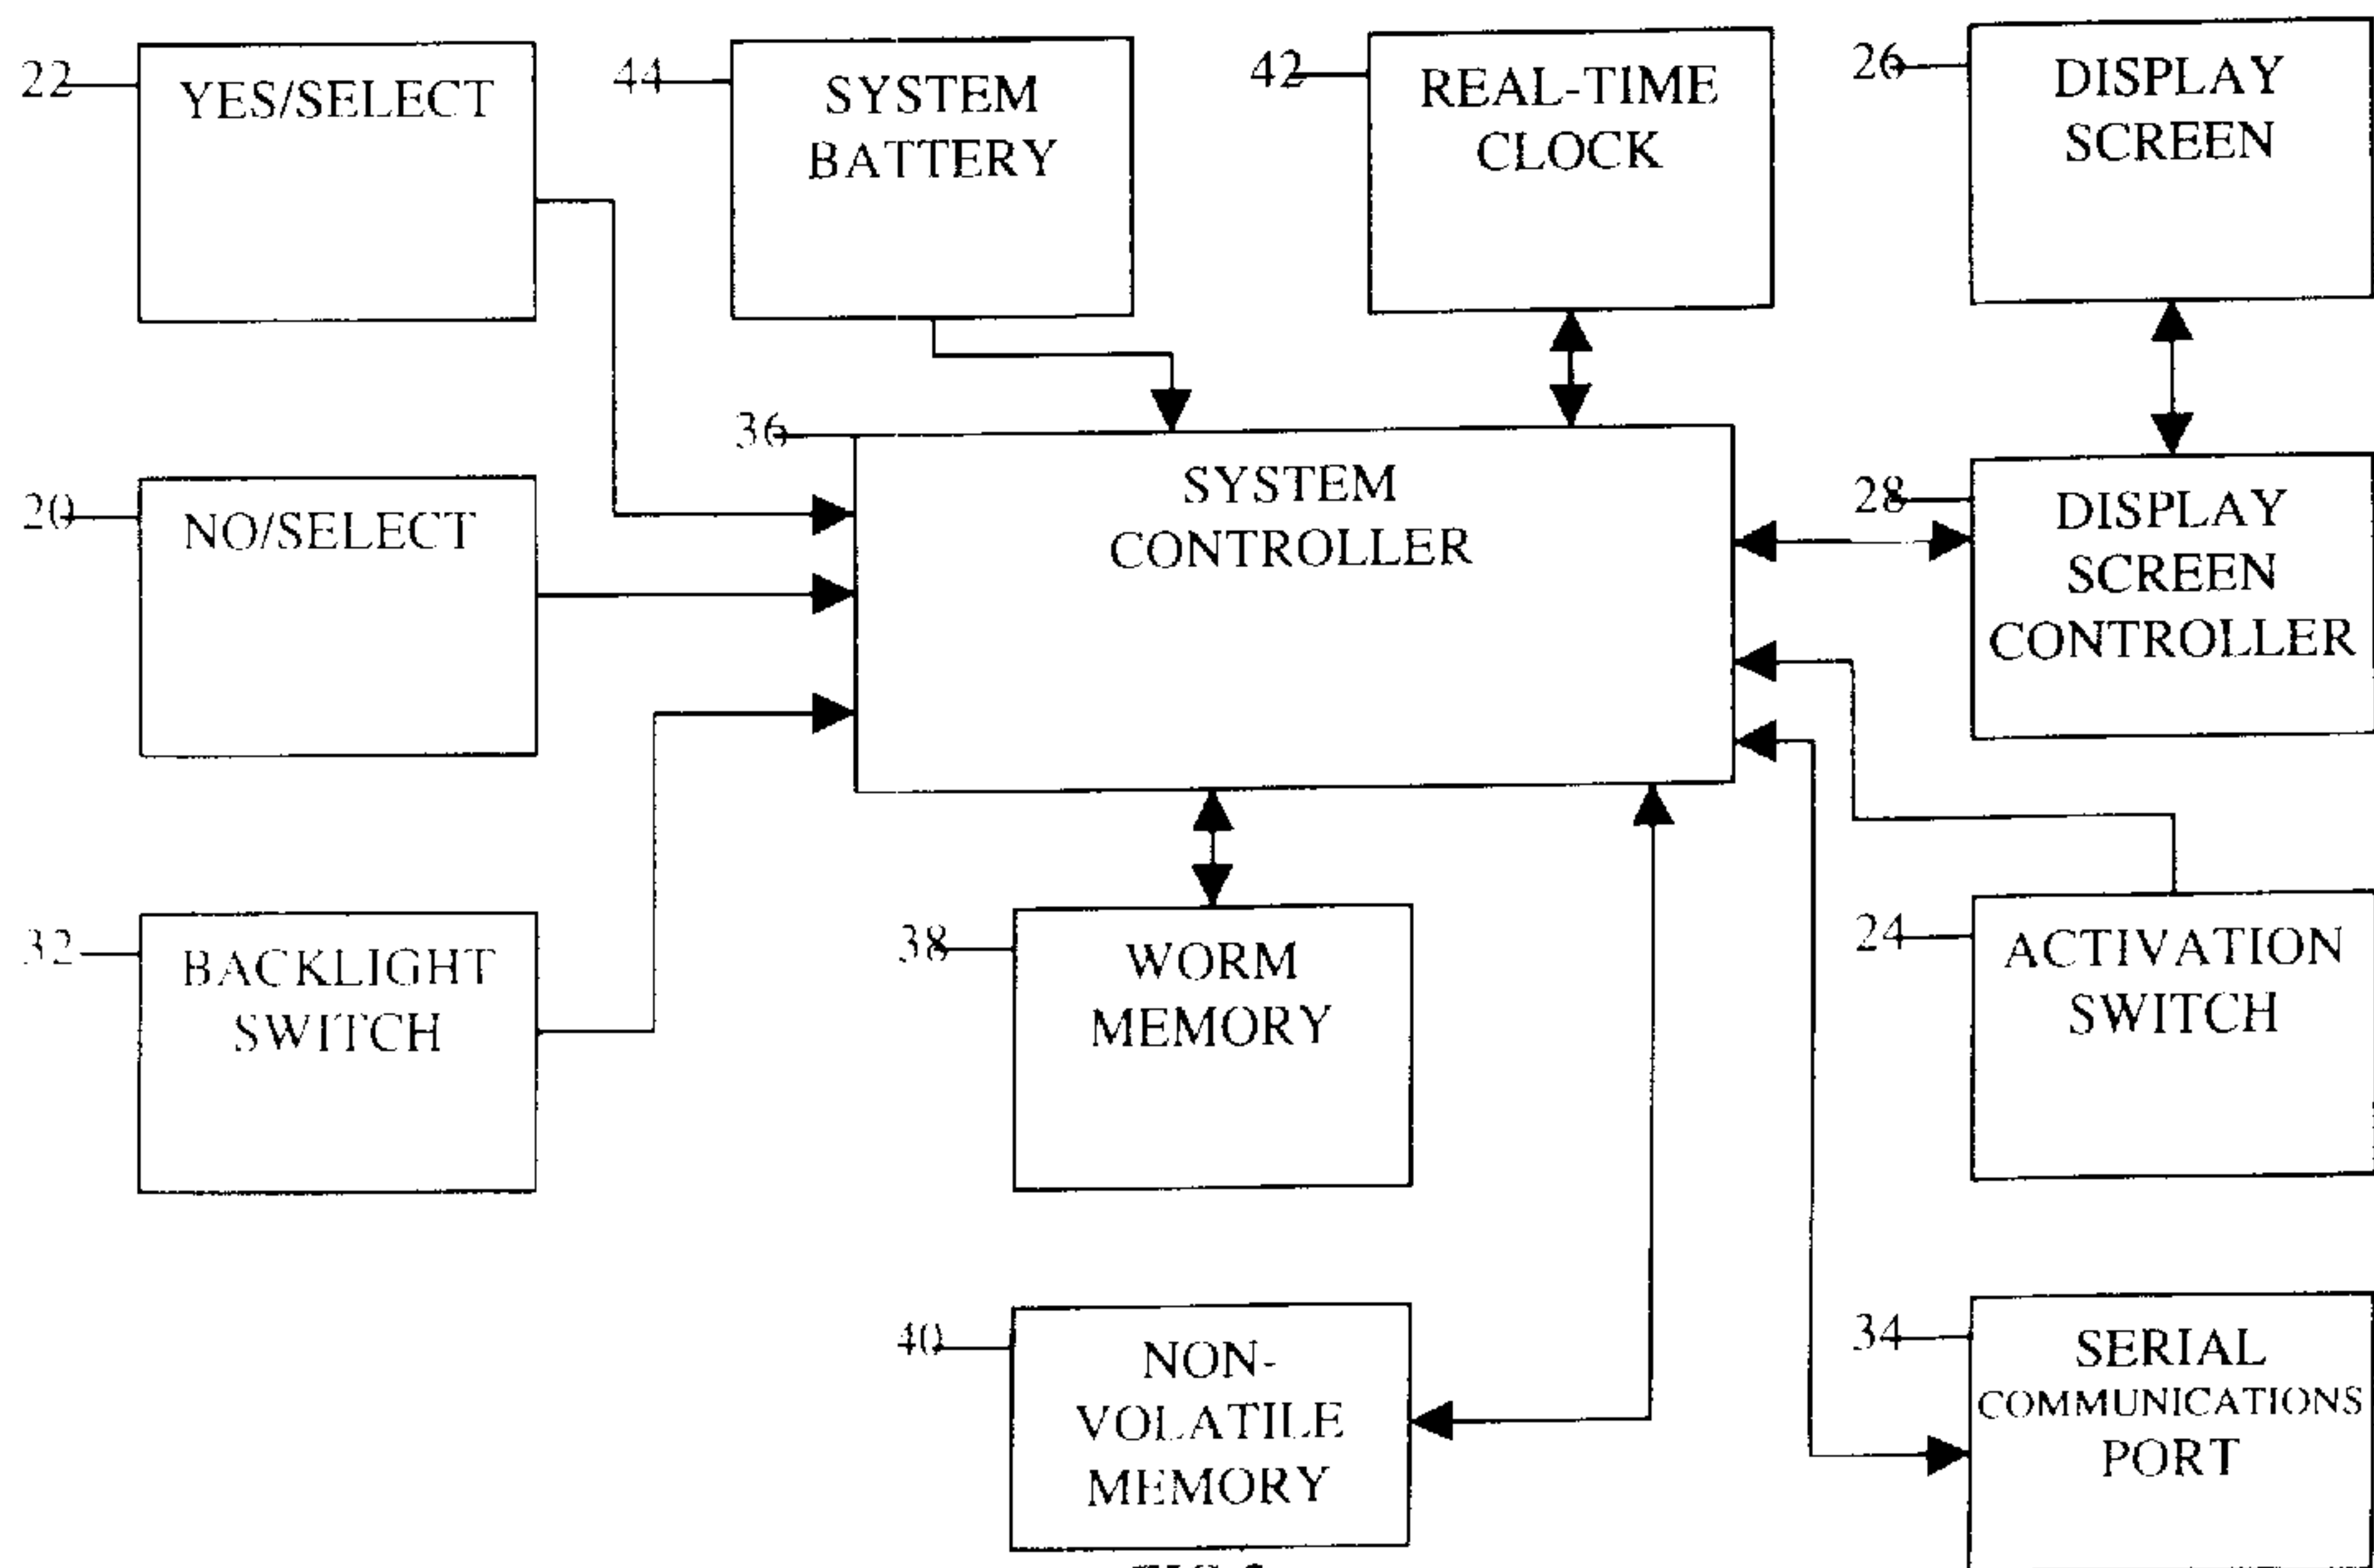 22
YES/SELECT
44
SYSTEM
BATTERY
42
REAL-TIME
CLOCK
26
DISPLAY
SCREEN
36
SYSTEM
CONTROLLER
20
NO/SELECT
28
DISPLAY
SCREEN
CONTROLLER
32
BACKLIGHT
SWITCH
38
WORM
MEMORY
24
ACTIVATION
SWITCH
40
NON-
VOLATILE
MEMORY
34
SERIAL
COMMUNICATIONS
PORT